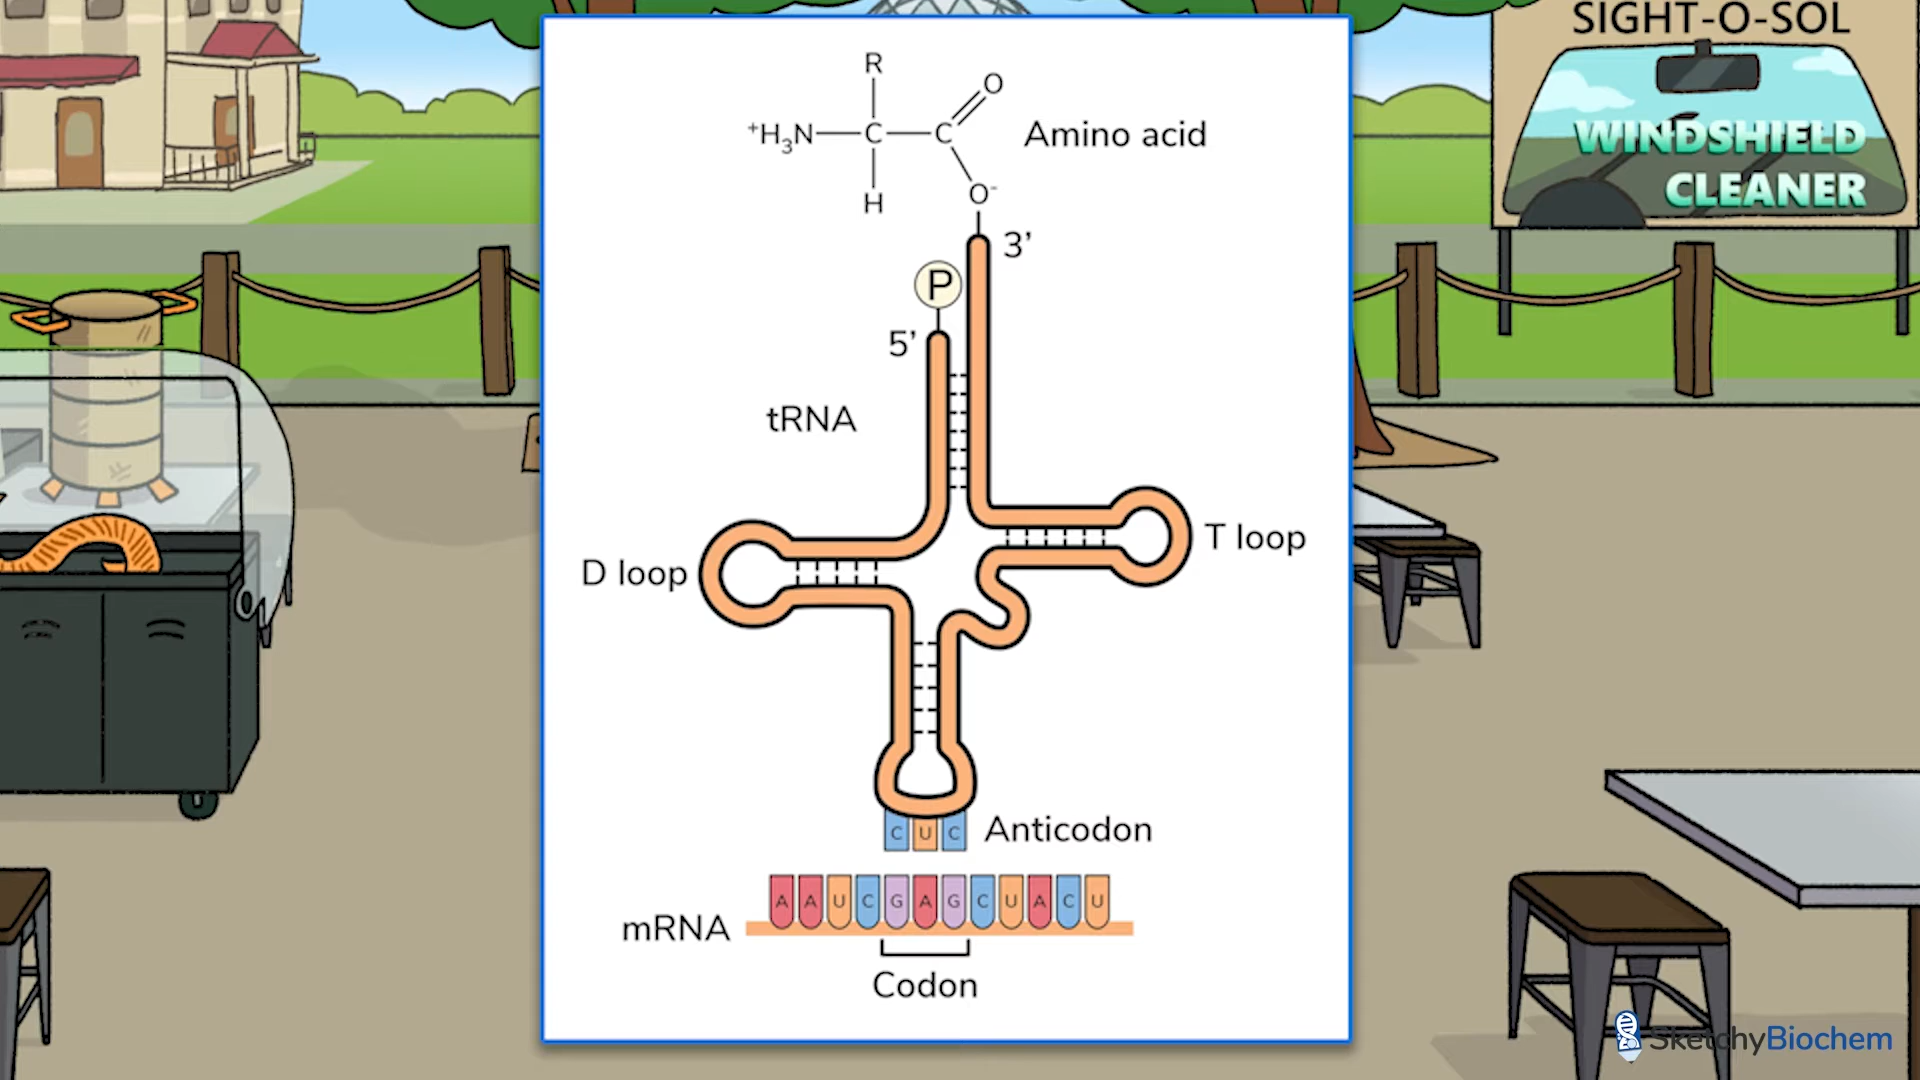 SIGHT-O-SOL
WINDSHIELD
CLEANER
R
O
⁺H₃N C C
Amino acid
H
O⁻
3’
P
5’
tRNA
T loop
D loop
C U C
Anticodon
A A U C G A G C U A C U
mRNA
Codon
SketchyBiochem